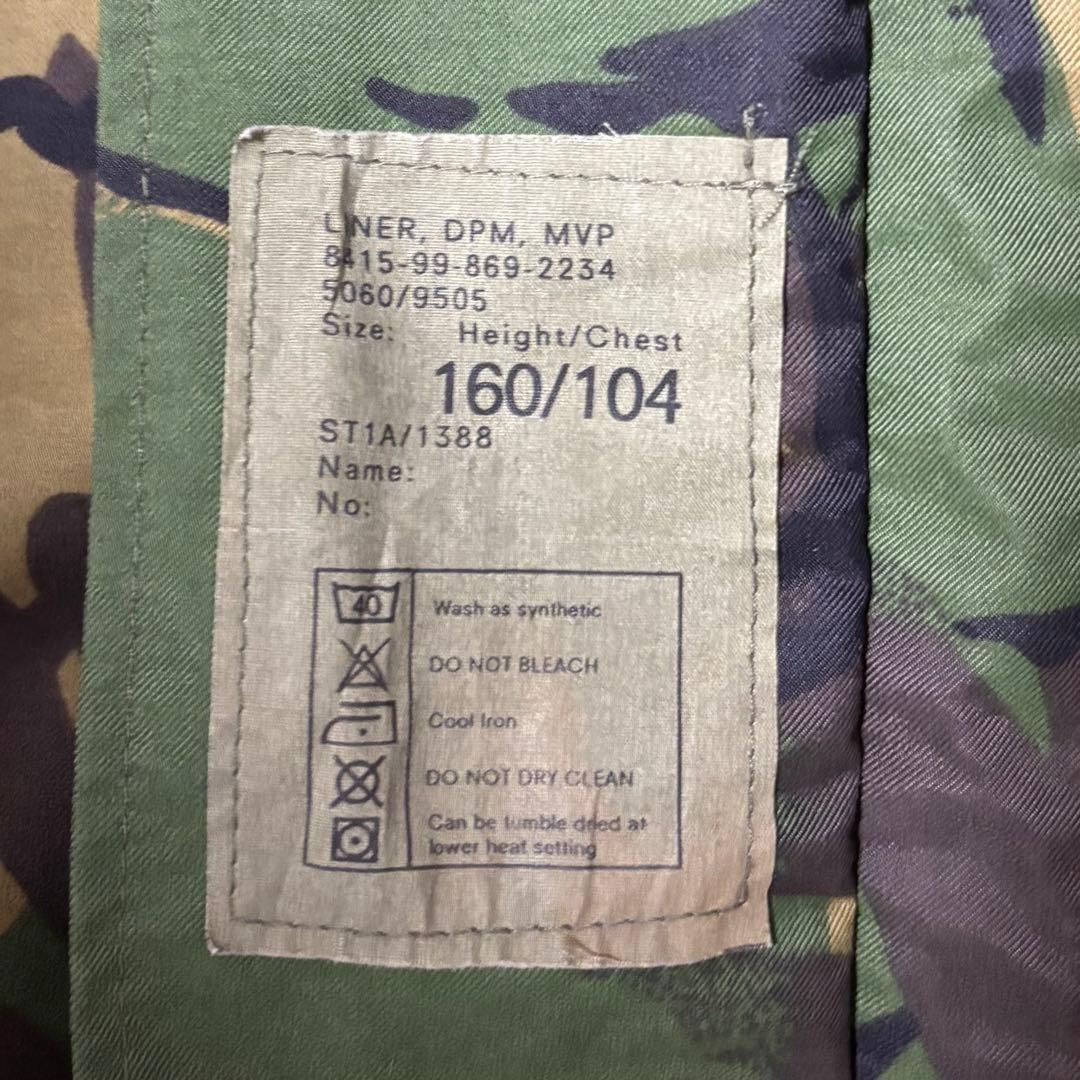 LINER, DPM, MVP
8415-99-869-2234
5060/9505
Size: Height/Chest
160/104
ST1A/1388
Name:
No:
40 Wash as synthetic
DO NOT BLEACH
Cool Iron
DO NOT DRY CLEAN
Can be tumble dried at
lower heat setting